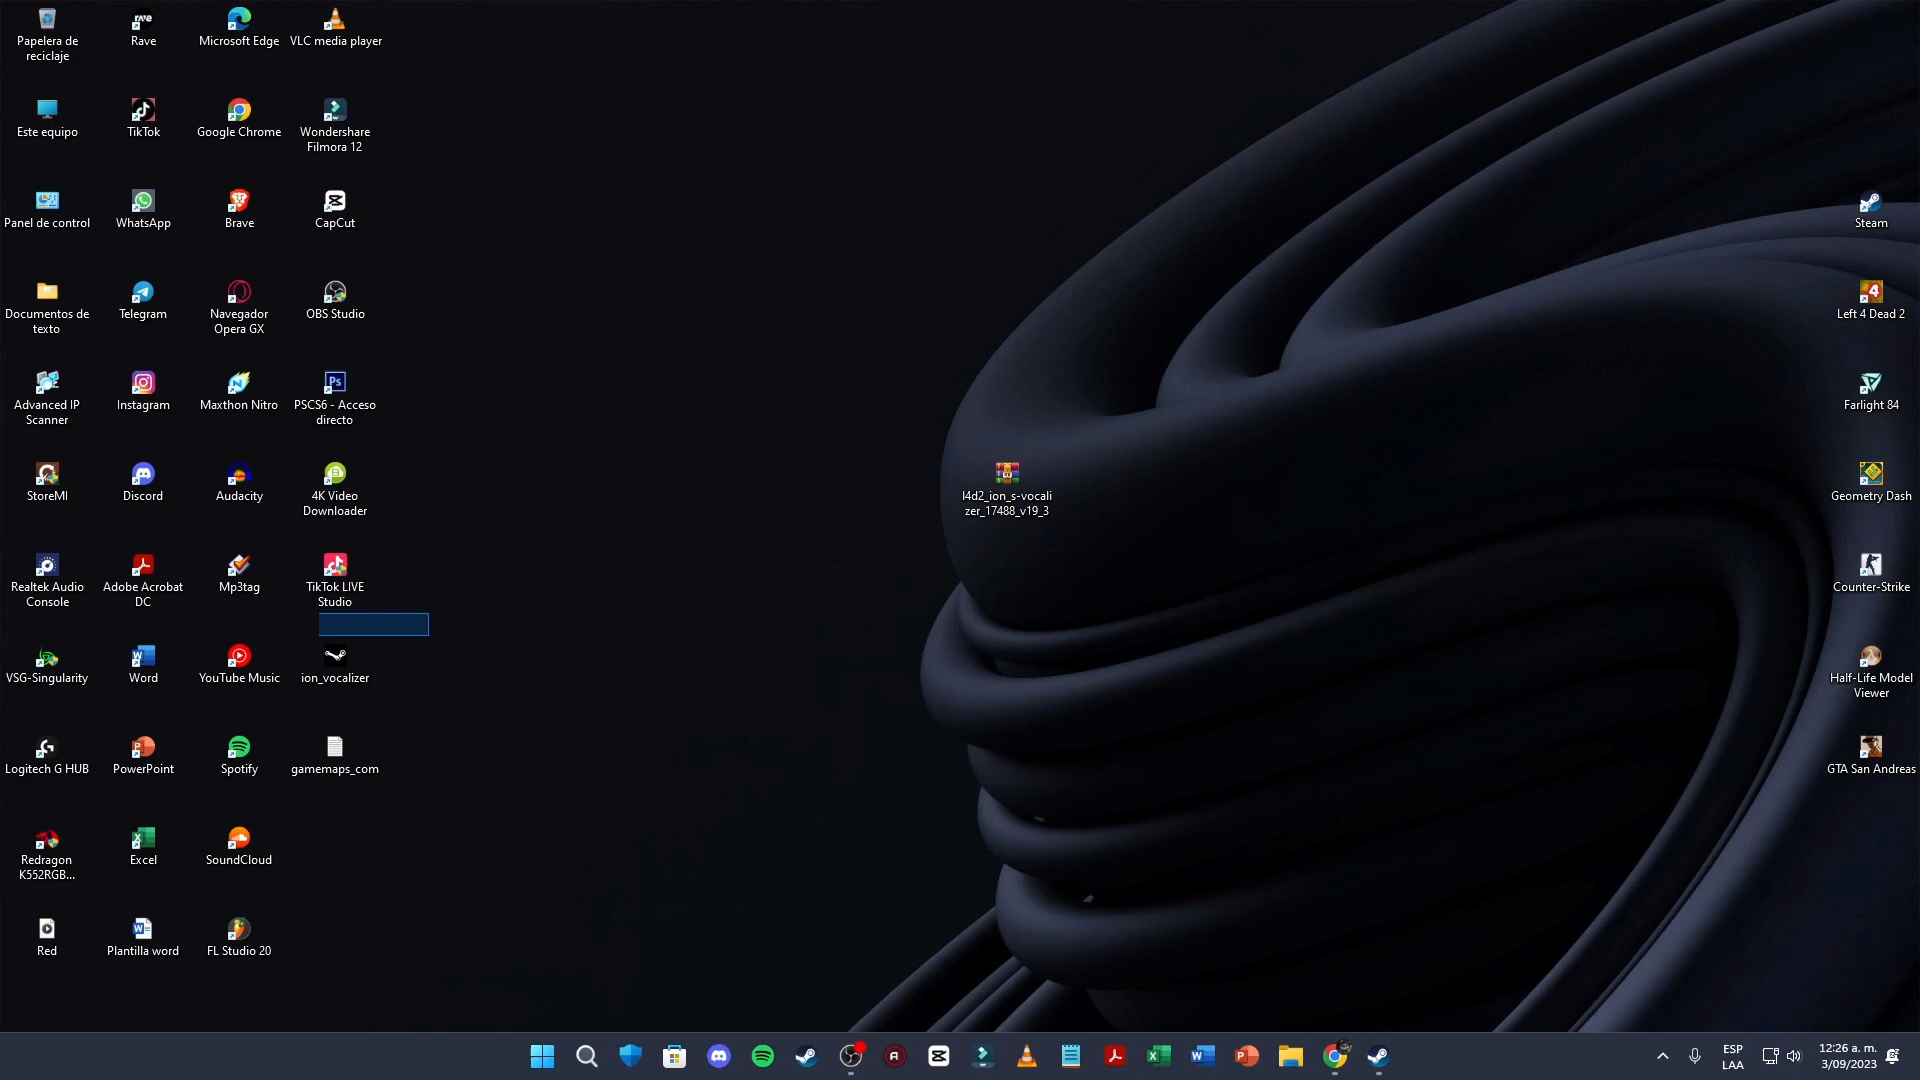 Papelera de
reciclaje
Rave
Microsoft Edge
VLC media player
Este equipo
TikTok
Google Chrome
Wondershare
Filmora 12
Panel de control
WhatsApp
Brave
CapCut
Steam
Documentos de
texto
Telegram
Navegador
Opera GX
OBS Studio
Left 4 Dead 2
Advanced IP
Scanner
Instagram
Maxthon Nitro
PSCS6 - Acceso
directo
Farlight 84
StoreMI
Discord
Audacity
4K Video
Downloader
l4d2_ion_s-vocali
zer_17488_v19_3
Geometry Dash
Realtek Audio
Console
Adobe Acrobat
DC
Mp3tag
TikTok LIVE
Studio
Counter-Strike
VSG-Singularity
Word
YouTube Music
ion_vocalizer
Half-Life Model
Viewer
Logitech G HUB
PowerPoint
Spotify
gamemaps_com
GTA San Andreas
Redragon
K552RGB...
Excel
SoundCloud
Red
Plantilla word
FL Studio 20
ESP
LAA
12:26 a. m.
3/09/2023